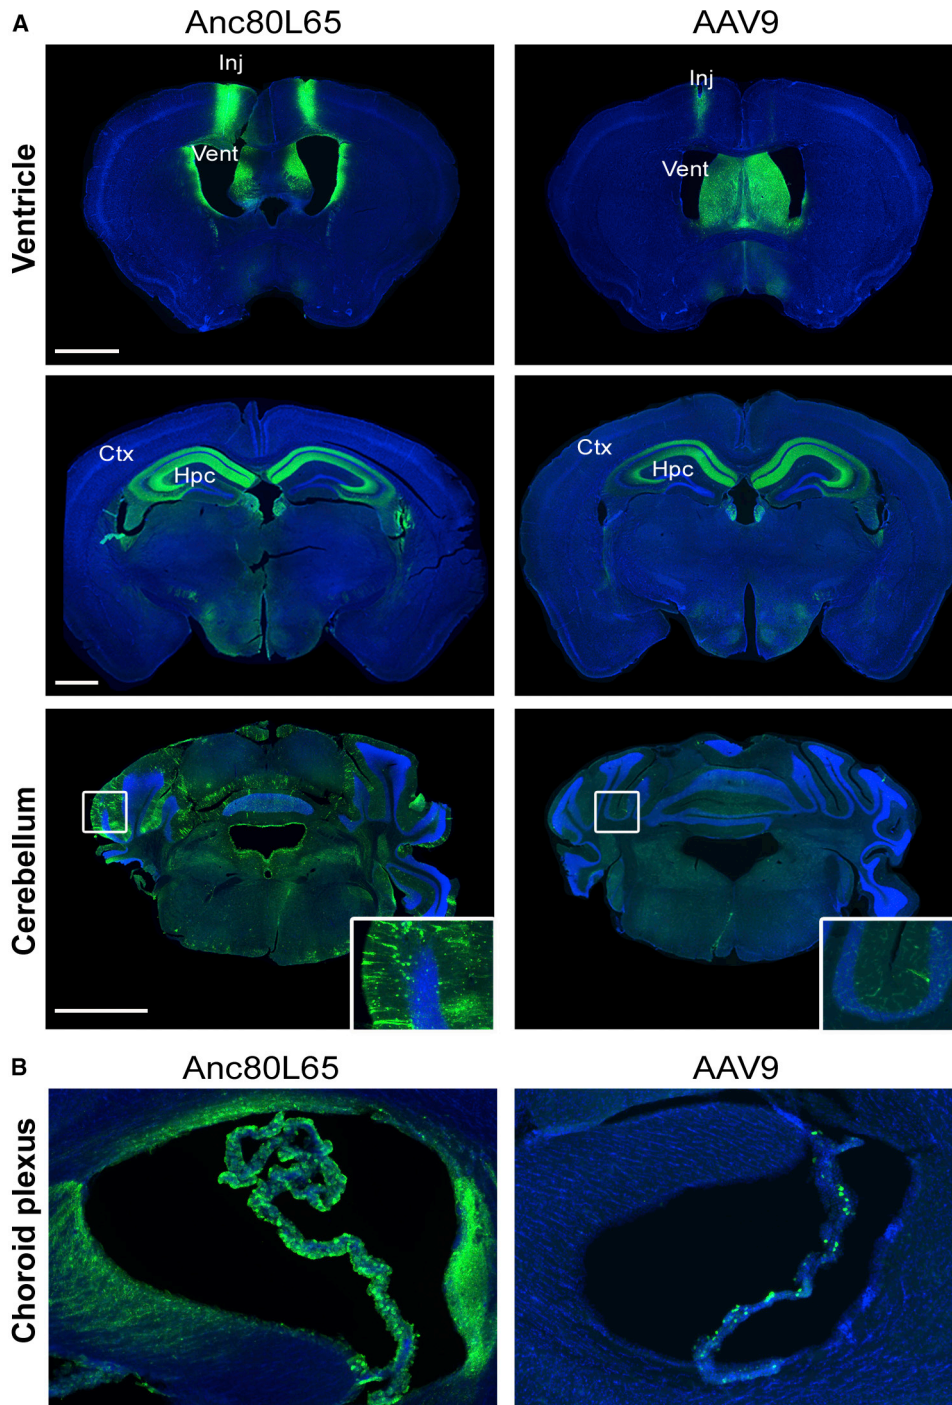 A
Anc80L65
AAV9
Ventricle
Inj
Vent
Inj
Vent
Ctx
Hpc
Ctx
Hpc
Cerebellum
B
Anc80L65
AAV9
Choroid plexus